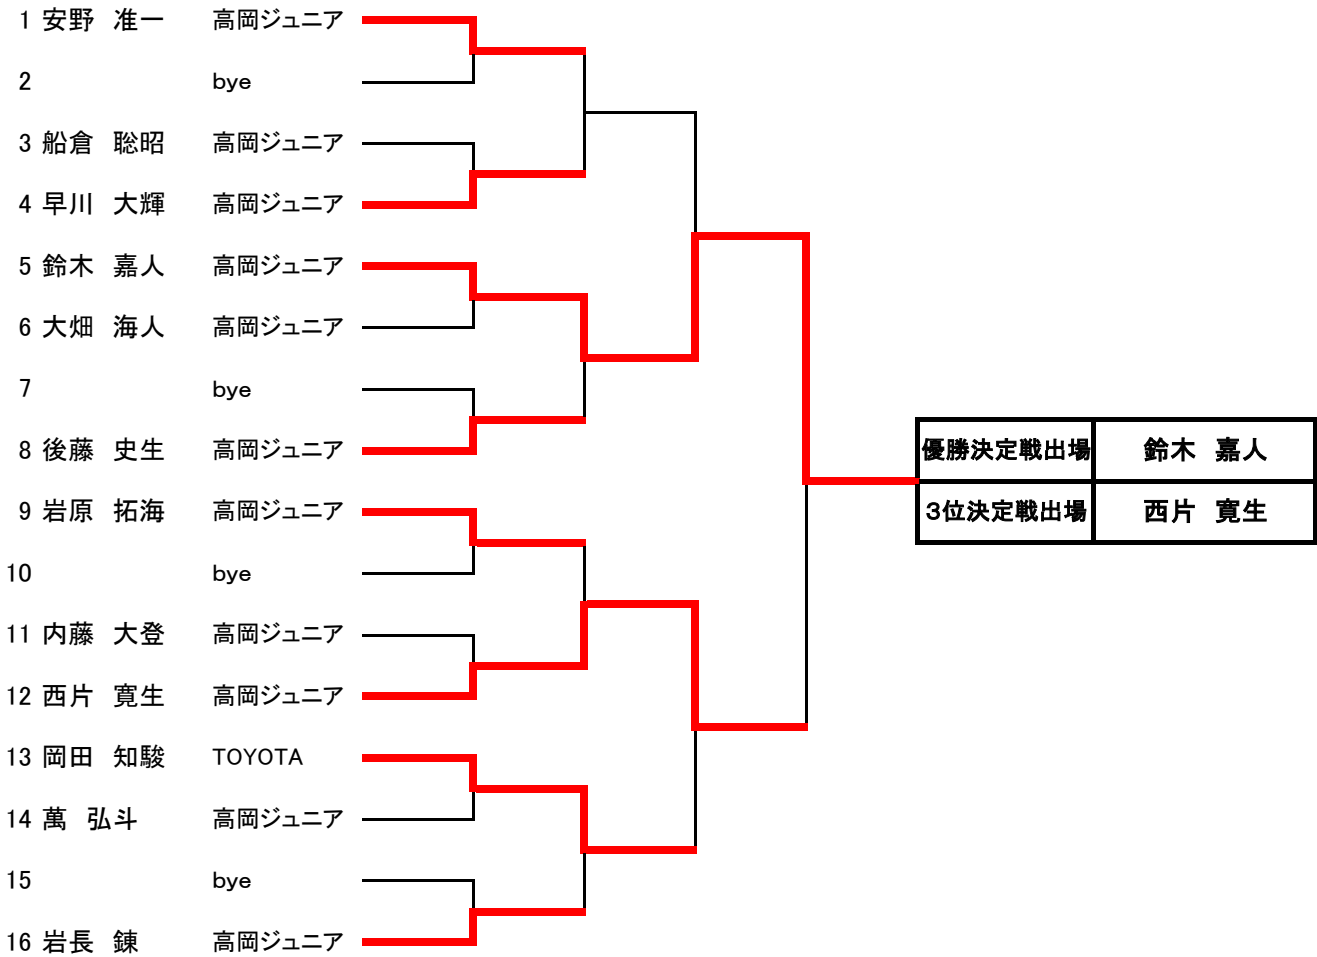 1 安野　准一 高岡ジュニア
2 bye
3 船倉　聡昭 高岡ジュニア
4 早川　大輝 高岡ジュニア
5 鈴木　嘉人 高岡ジュニア
6 大畑　海人 高岡ジュニア
7 bye
8 後藤　史生 高岡ジュニア
優勝決定戦出場 鈴木　嘉人
9 岩原　拓海 高岡ジュニア
3位決定戦出場 西片　寛生
10 bye
11 内藤　大登 高岡ジュニア
12 西片　寛生 高岡ジュニア
13 岡田　知駿 TOYOTA
14 萬　弘斗 高岡ジュニア
15 bye
16 岩長　錬 高岡ジュニア